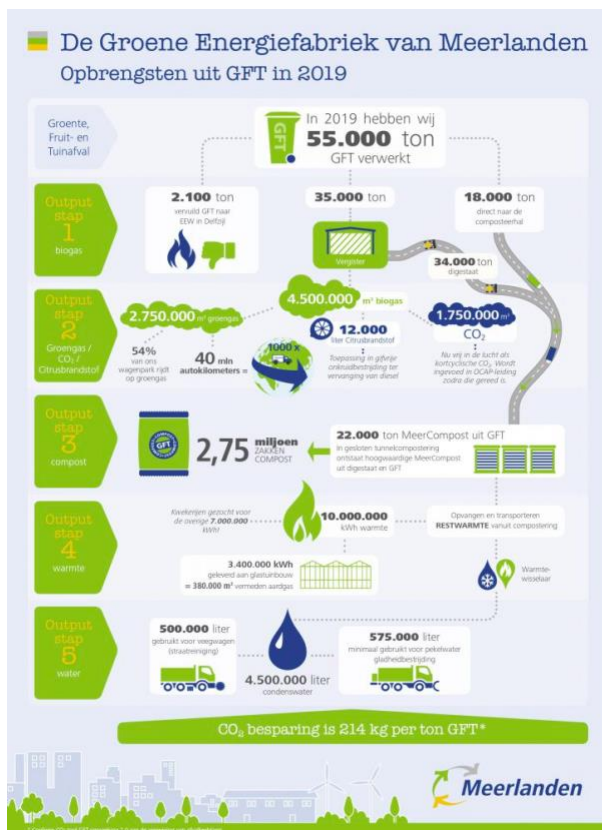 De Groene Energiefabriek van Meerlanden
Opbrengsten uit GFT in 2019
Groente,
Fruit- en
Tuinafval
GFT
In 2019 hebben wij
55.000 ton
GFT verwerkt
Output
stap
1
biogas
2.100 ton
vervuild GFT naar
EEW in Delfzijl
35.000 ton
Vergister
18.000 ton
direct naar de
composteerhal
34.000 ton
digestaat
Output
stap
2
Groengas /
CO₂ /
Citrusbrandstof
2.750.000 m³ groengas
4.500.000 m³ biogas
1.750.000 m³
CO₂
54%
van ons
wagenpark rijdt
op groengas
40 mln
autokilometers =
1000 x
12.000
liter Citrusbrandstof
Toepassing in gifvrije
onkruidbestrijding ter
vervanging van diesel
Nu vrij in de lucht als
kortcyclische CO₂. Wordt
ingevoed in OCAP-leiding
zodra die gereed is.
Output
stap
3
compost
GFT
2,75 miljoen
ZAKKEN
COMPOST
22.000 ton MeerCompost uit GFT
in gesloten tunnelcompostering
ontstaat hoogwaardige MeerCompost
uit digestaat en GFT
Output
stap
4
warmte
Kwekerijen gezocht voor
de overige 7.000.000
kWh!
10.000.000
kWh warmte
Opvangen en transporteren
RESTWARMTE vanuit compostering
3.400.000 kWh
geleverd aan glastuinbouw
= 380.000 m³ vermeden aardgas
Warmte-
wisselaar
Output
stap
5
water
500.000 liter
gebruikt voor veegwagen
(straatreiniging)
4.500.000 liter
condenswater
575.000 liter
minimaal gebruikt voor pekelwater
gladheidbestrijding
CO₂ besparing is 214 kg per ton GFT*
Meerlanden